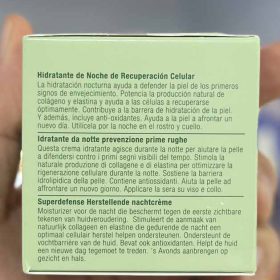 Hidratante de Noche de Recuperación Celular
La hidratación nocturna ayuda a defender la piel de los primeros
signos de envejecimiento. Potencia la producción natural de
colágeno y elastina y ayuda a las células a recuperarse
óptimamente. Contribuye a la barrera de hidratación de la piel.
Y además, incluye anti-oxidantes. Ayuda a la piel a afrontar un
nuevo día. Utilícela por la noche en el rostro y cuello.
Idratante da notte prevenzione prime rughe
Questa crema idratante agisce durante la notte per aiutare la pelle
a difendersi contro i primi segni visibili del tempo. Stimola la
naturale produzione di collagene e di elastina per ottimizzare la
rigenerazione cellulare durante la notte. Sostiene la barriera
idrolipidica della pelle. Contiene antiossidanti. Aiuta la pelle ad
affrontare un nuovo giorno. Applicare la sera su viso e collo.
Superdefense Herstellende nachtcrème
Moisturizer voor de nacht die beschermt tegen de eerste zichtbare
tekenen van huidveroudering. Stimuleert de aanmaak van
natuurlijk collageen en elastine die gedurende de nacht een
optimaal cellulair herstel ondersteunen. Ondersteunt de
vochtbarrière van de huid. Bevat ook antioxidanten. Helpt de huid
een nieuwe dag tegemoet te treden. 's Avonds aanbrengen op
gezicht en hals.